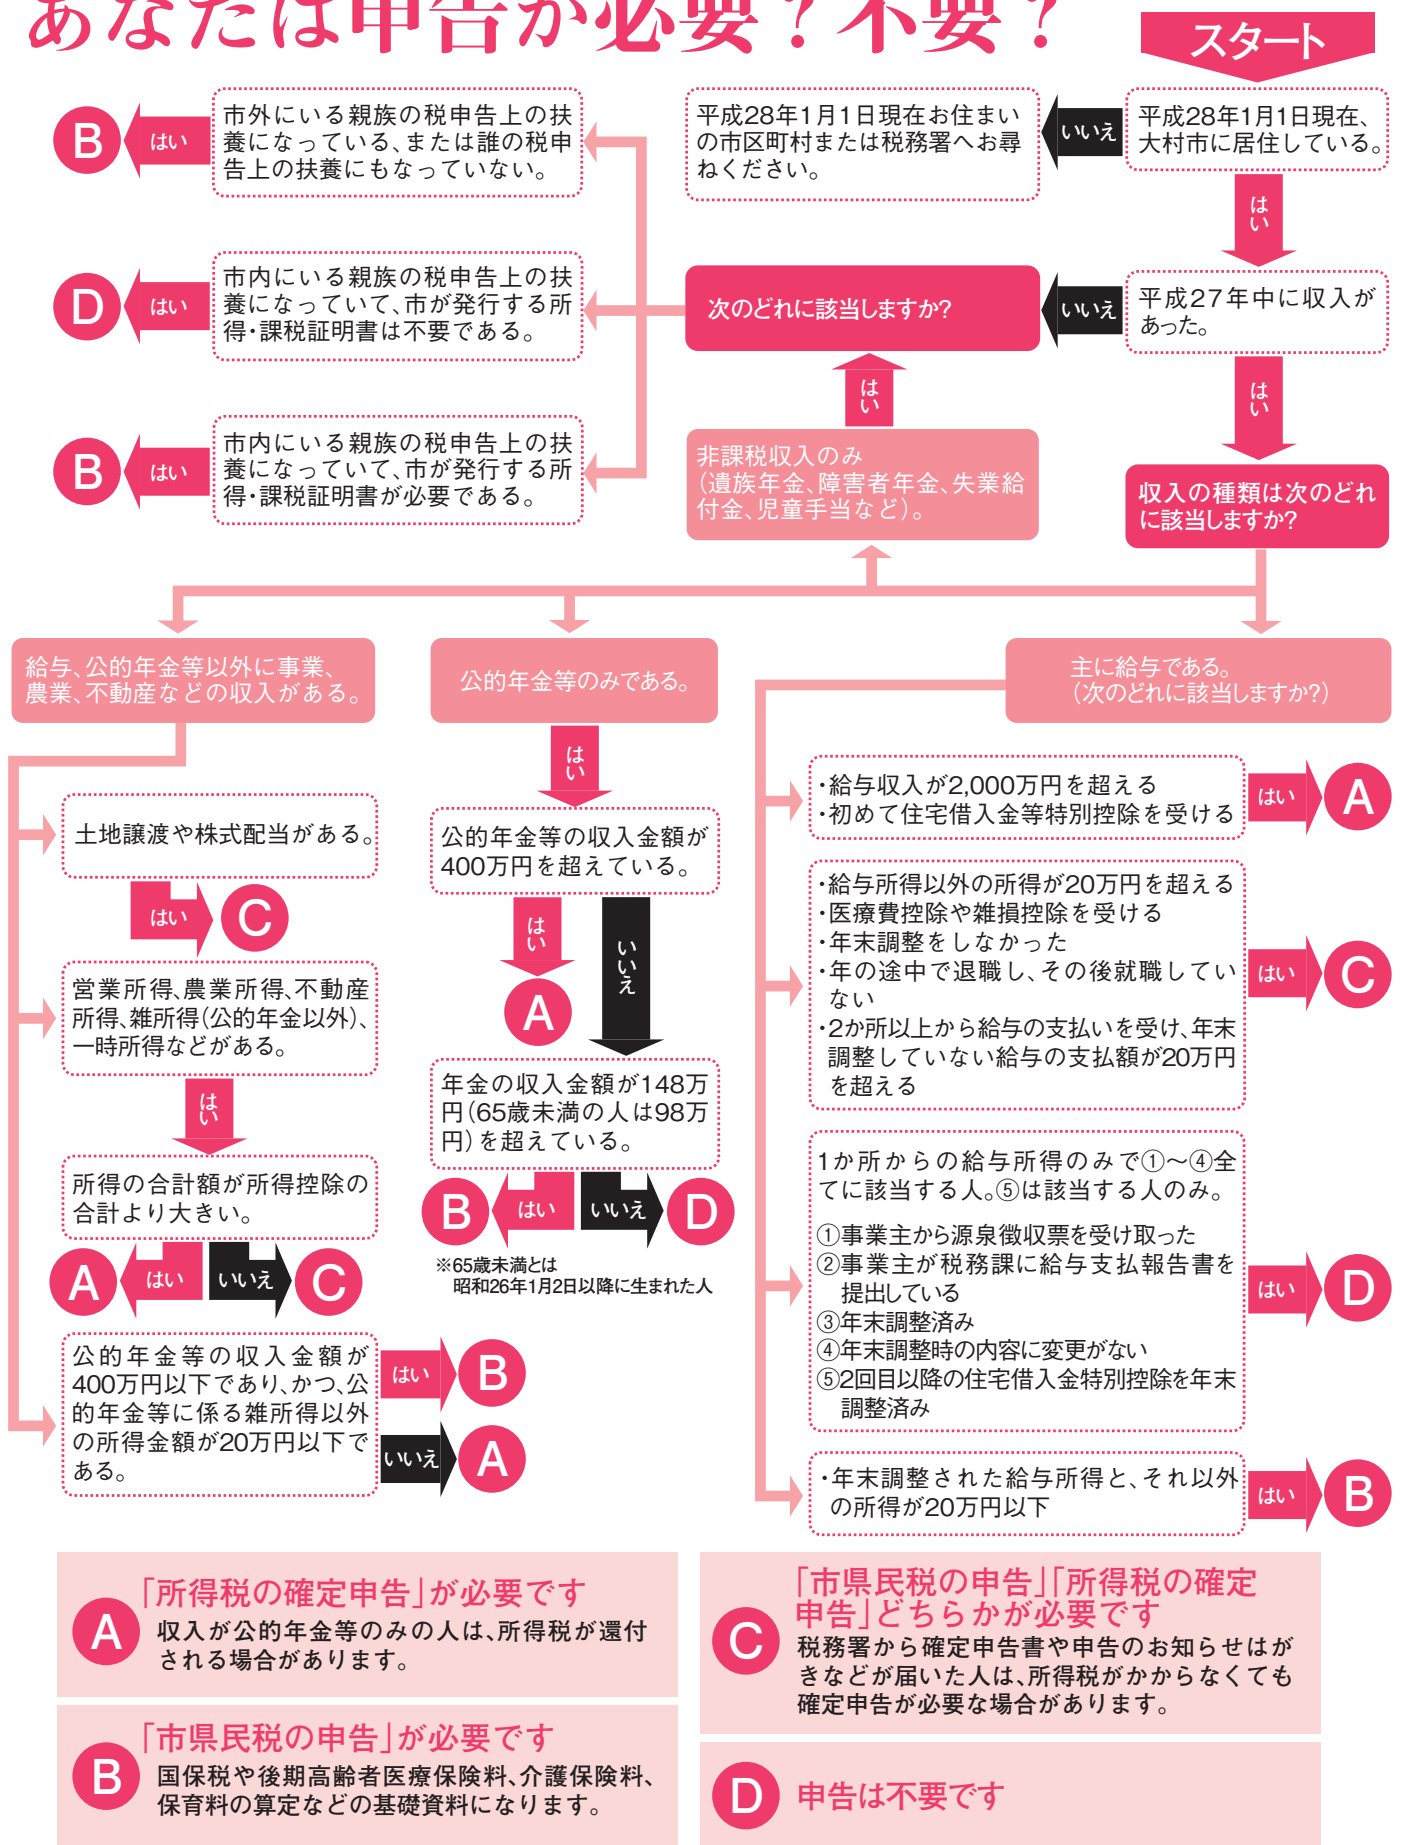 あなたは申告が必要？不要？
スタート
平成28年1月1日現在、
大村市に居住している。
いいえ
平成28年1月1日現在お住まい
の市区町村または税務署へお尋
ねください。
はい
平成27年中に収入が
あった。
いいえ
次のどれに該当しますか?
市外にいる親族の税申告上の扶
養になっている、または誰の税申
告上の扶養にもなっていない。
はい
B
市内にいる親族の税申告上の扶
養になっていて、市が発行する所
得・課税証明書は不要である。
はい
D
市内にいる親族の税申告上の扶
養になっていて、市が発行する所
得・課税証明書が必要である。
はい
B
はい
収入の種類は次のどれ
に該当しますか?
はい
非課税収入のみ
（遺族年金、障害者年金、失業給
付金、児童手当など）。
給与、公的年金等以外に事業、
農業、不動産などの収入がある。
土地譲渡や株式配当がある。
はい
C
営業所得、農業所得、不動産
所得、雑所得（公的年金以外）、
一時所得などがある。
はい
所得の合計額が所得控除の
合計より大きい。
はい
A
いいえ
C
公的年金等の収入金額が
400万円以下であり、かつ、公
的年金等に係る雑所得以外
の所得金額が20万円以下で
ある。
はい
B
いいえ
A
公的年金等のみである。
はい
公的年金等の収入金額が
400万円を超えている。
はい
A
いいえ
年金の収入金額が148万
円（65歳未満の人は98万
円）を超えている。
はい
B
いいえ
D
※65歳未満とは
昭和26年1月2日以降に生まれた人
主に給与である。
（次のどれに該当しますか?）
・給与収入が2,000万円を超える
・初めて住宅借入金等特別控除を受ける
はい
A
・給与所得以外の所得が20万円を超える
・医療費控除や雑損控除を受ける
・年末調整をしなかった
・年の途中で退職し、その後就職してい
ない
・2か所以上から給与の支払いを受け、年末
調整していない給与の支払額が20万円
を超える
はい
C
1か所からの給与所得のみで①〜④全
てに該当する人。⑤は該当する人のみ。
①事業主から源泉徴収票を受け取った
②事業主が税務課に給与支払報告書を
提出している
③年末調整済み
④年末調整時の内容に変更がない
⑤2回目以降の住宅借入金特別控除を年末
調整済み
はい
D
・年末調整された給与所得と、それ以外
の所得が20万円以下
はい
B
A
「所得税の確定申告」が必要です
収入が公的年金等のみの人は、所得税が還付
される場合があります。
B
「市県民税の申告」が必要です
国保税や後期高齢者医療保険料、介護保険料、
保育料の算定などの基礎資料になります。
C
「市県民税の申告」「所得税の確定
申告」どちらかが必要です
税務署から確定申告書や申告のお知らせはが
きなどが届いた人は、所得税がかからなくても
確定申告が必要な場合があります。
D
申告は不要です